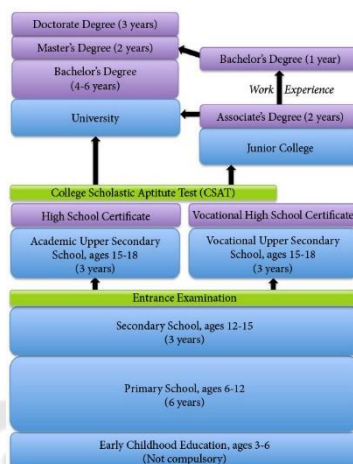 Doctorate Degree (3 years)
Master's Degree (2 years)
Bachelor's Degree
(4-6 years)
University
Bachelor's Degree (1 year)
Work Experience
Associate's Degree (2 years)
Junior College
College Scholastic Aptitute Test (CSAT)
High School Certificate
Academic Upper Secondary
School, ages 15-18
(3 years)
Vocational High School Certificate
Vocational Upper Secondary
School, ages 15-18
(3 years)
Entrance Examination
Secondary School, ages 12-15
(3 years)
Primary School, ages 6-12
(6 years)
Early Childhood Education, ages 3-6
(Not compulsory)